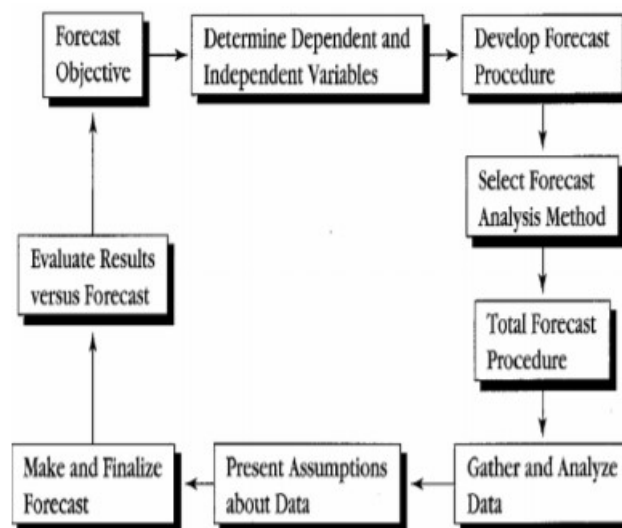 Forecast
Objective
Determine Dependent and
Independent Variables
Develop Forecast
Procedure
Select Forecast
Analysis Method
Total Forecast
Procedure
Gather and Analyze
Data
Present Assumptions
about Data
Make and Finalize
Forecast
Evaluate Results
versus Forecast